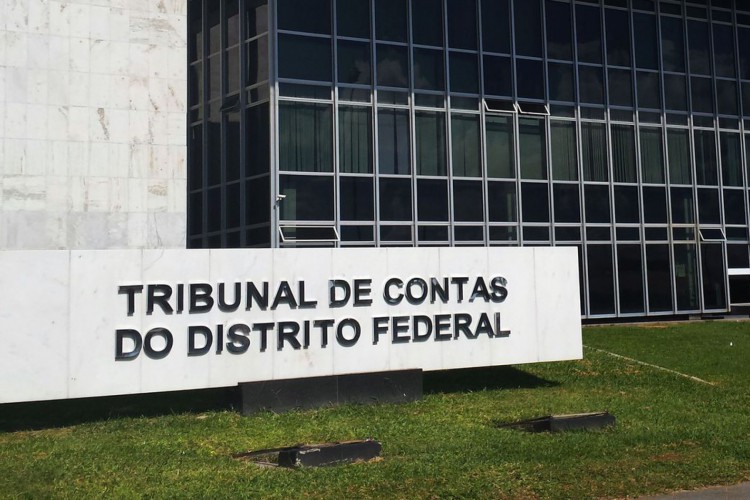 TRIBUNAL DE CONTAS
DO DISTRITO FEDERAL